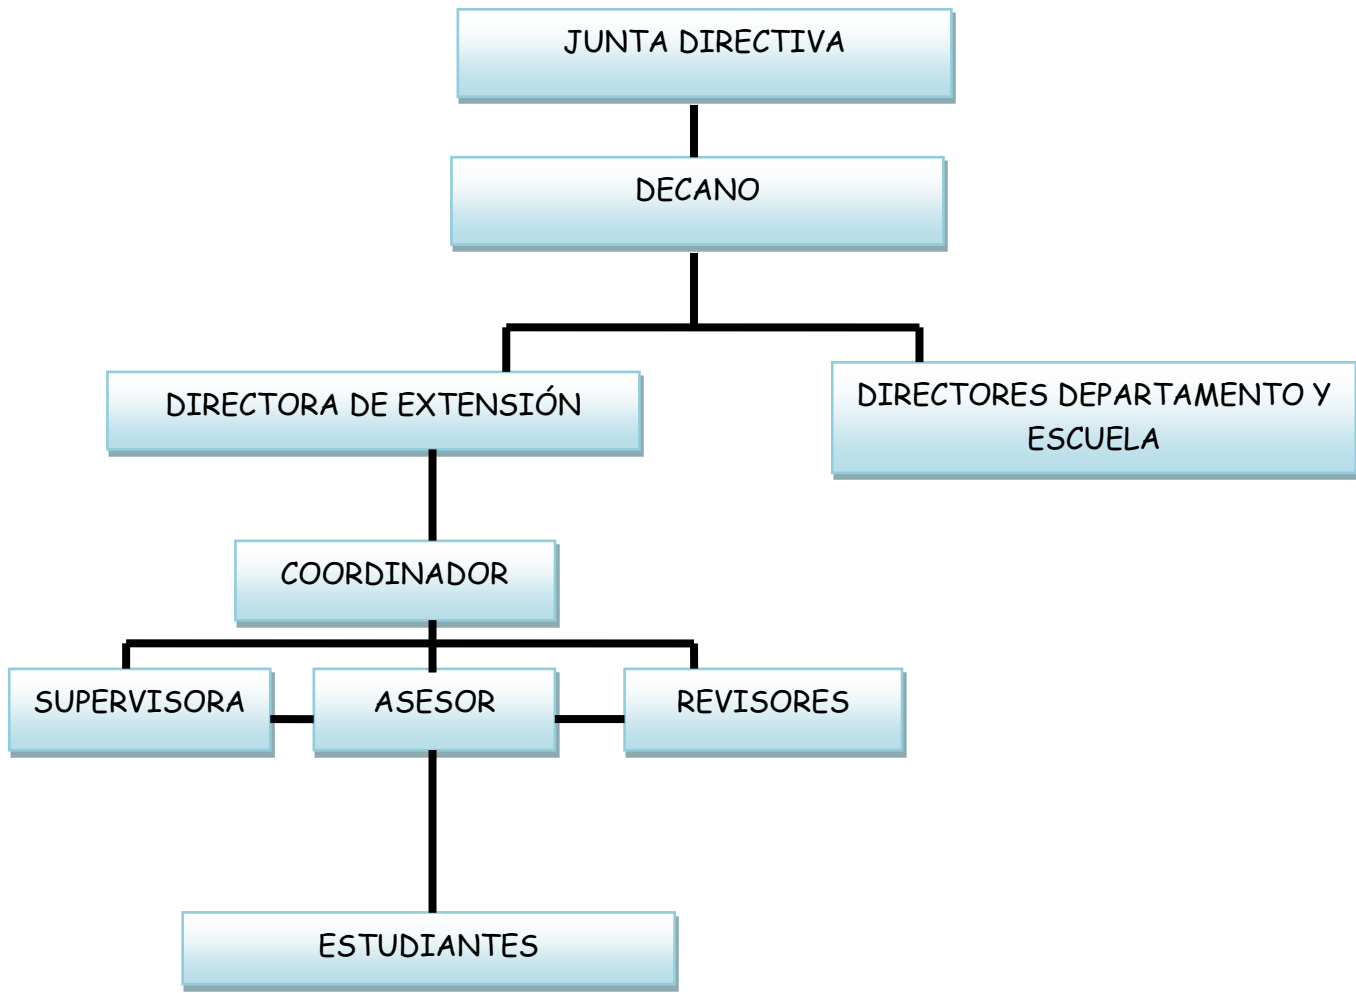 JUNTA DIRECTIVA
DECANO
DIRECTORA DE EXTENSIÓN
DIRECTORES DEPARTAMENTO Y
ESCUELA
COORDINADOR
SUPERVISORA
ASESOR
REVISORES
ESTUDIANTES